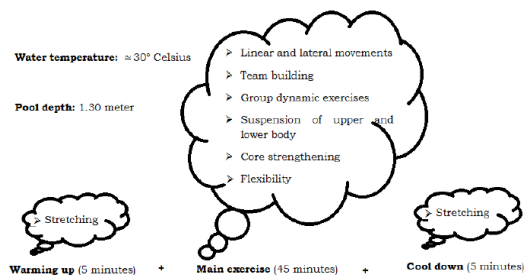 Water temperature: ≈ 30° Celsius
Pool depth: 1.30 meter
➢ Linear and lateral movements
➢ Team building
➢ Group dynamic exercises
➢ Suspension of upper and
lower body
➢ Core strengthening
➢ Flexibility
➢ Stretching
➢ Stretching
Warming up (5 minutes) + Main exercise (45 minutes) + Cool down (5 minutes)